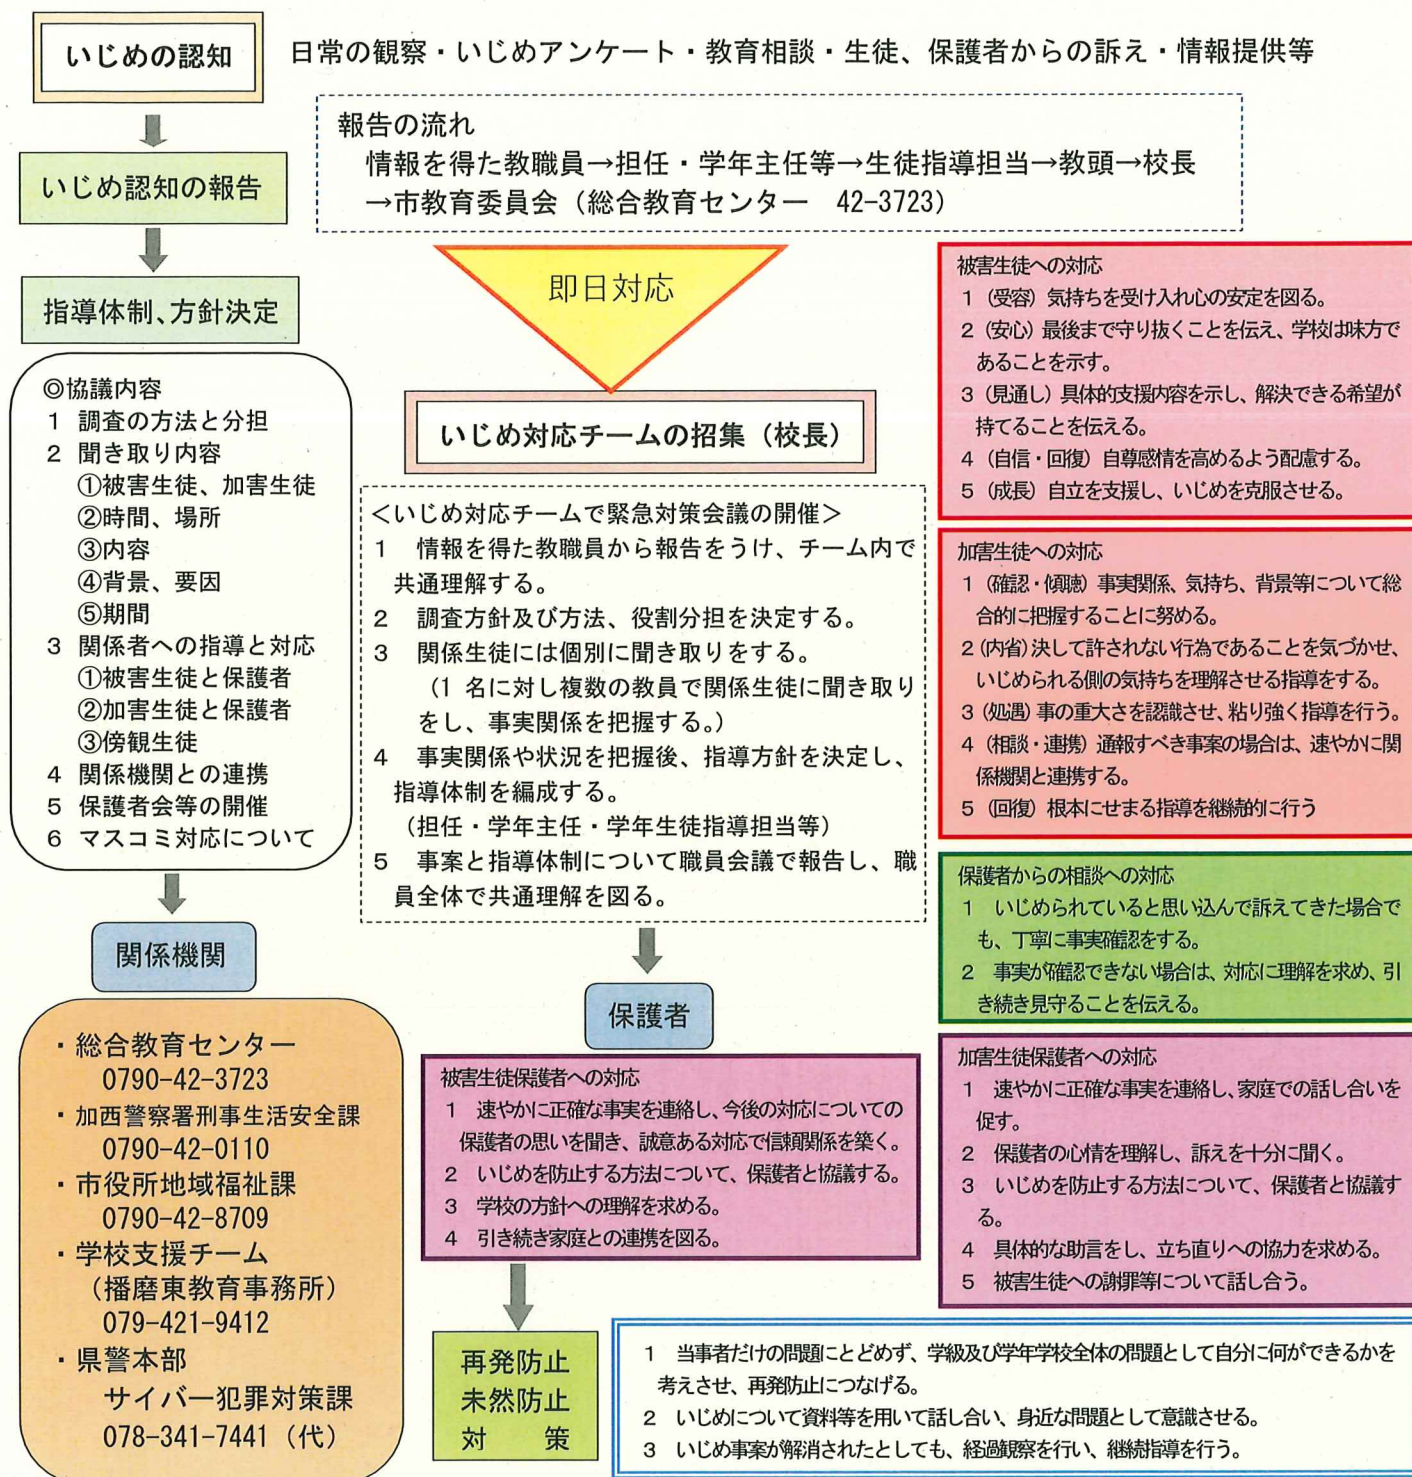 いじめの認知
日常の観察・いじめアンケート・教育相談・生徒、保護者からの訴え・情報提供等
報告の流れ
情報を得た教職員→担任・学年主任等→生徒指導担当→教頭→校長
→市教育委員会（総合教育センター　42-3723）
いじめ認知の報告
指導体制、方針決定
即日対応
◎協議内容
1 調査の方法と分担
2 聞き取り内容
①被害生徒、加害生徒
②時間、場所
③内容
④背景、要因
⑤期間
3 関係者への指導と対応
①被害生徒と保護者
②加害生徒と保護者
③傍観生徒
4 関係機関との連携
5 保護者会等の開催
6 マスコミ対応について
関係機関
・総合教育センター
0790-42-3723
・加西警察署刑事生活安全課
0790-42-0110
・市役所地域福祉課
0790-42-8709
・学校支援チーム
（播磨東教育事務所）
079-421-9412
・県警本部
サイバー犯罪対策課
078-341-7441（代）
いじめ対応チームの招集（校長）
＜いじめ対応チームで緊急対策会議の開催＞
1　情報を得た教職員から報告をうけ、チーム内で
共通理解する。
2　調査方針及び方法、役割分担を決定する。
3　関係生徒には個別に聞き取りをする。
（1 名に対し複数の教員で関係生徒に聞き取り
をし、事実関係を把握する。）
4　事実関係や状況を把握後、指導方針を決定し、
指導体制を編成する。
（担任・学年主任・学年生徒指導担当等）
5　事案と指導体制について職員会議で報告し、職
員全体で共通理解を図る。
保護者
被害生徒保護者への対応
1　速やかに正確な事実を連絡し、今後の対応についての
保護者の思いを聞き、誠意ある対応で信頼関係を築く。
2　いじめを防止する方法について、保護者と協議する。
3　学校の方針への理解を求める。
4　引き続き家庭との連携を図る。
被害生徒への対応
1（受容）気持ちを受け入れ心の安定を図る。
2（安心）最後まで守り抜くことを伝え、学校は味方で
あることを示す。
3（見通し）具体的支援内容を示し、解決できる希望が
持てることを伝える。
4（自信・回復）自尊感情を高めるよう配慮する。
5（成長）自立を支援し、いじめを克服させる。
加害生徒への対応
1（確認・傾聴）事実関係、気持ち、背景等について総
合的に把握することに努める。
2（内省）決して許されない行為であることを気づかせ、
いじめられる側の気持ちを理解させる指導をする。
3（処遇）事の重大さを認識させ、粘り強く指導を行う。
4（相談・連携）通報すべき事案の場合は、速やかに関
係機関と連携する。
5（回復）根本にせまる指導を継続的に行う
保護者からの相談への対応
1　いじめられていると思い込んで訴えてきた場合で
も、丁寧に事実確認をする。
2　事実が確認できない場合は、対応に理解を求め、引
き続き見守ることを伝える。
加害生徒保護者への対応
1　速やかに正確な事実を連絡し、家庭での話し合いを
促す。
2　保護者の心情を理解し、訴えを十分に聞く。
3　いじめを防止する方法について、保護者と協議す
る。
4　具体的な助言をし、立ち直りへの協力を求める。
5　被害生徒への謝罪等について話し合う。
再発防止
未然防止
対　　策
1　当事者だけの問題にとどめず、学級及び学年学校全体の問題として自分に何ができるかを
考えさせ、再発防止につなげる。
2　いじめについて資料等を用いて話し合い、身近な問題として意識させる。
3　いじめ事案が解消されたとしても、経過観察を行い、継続指導を行う。